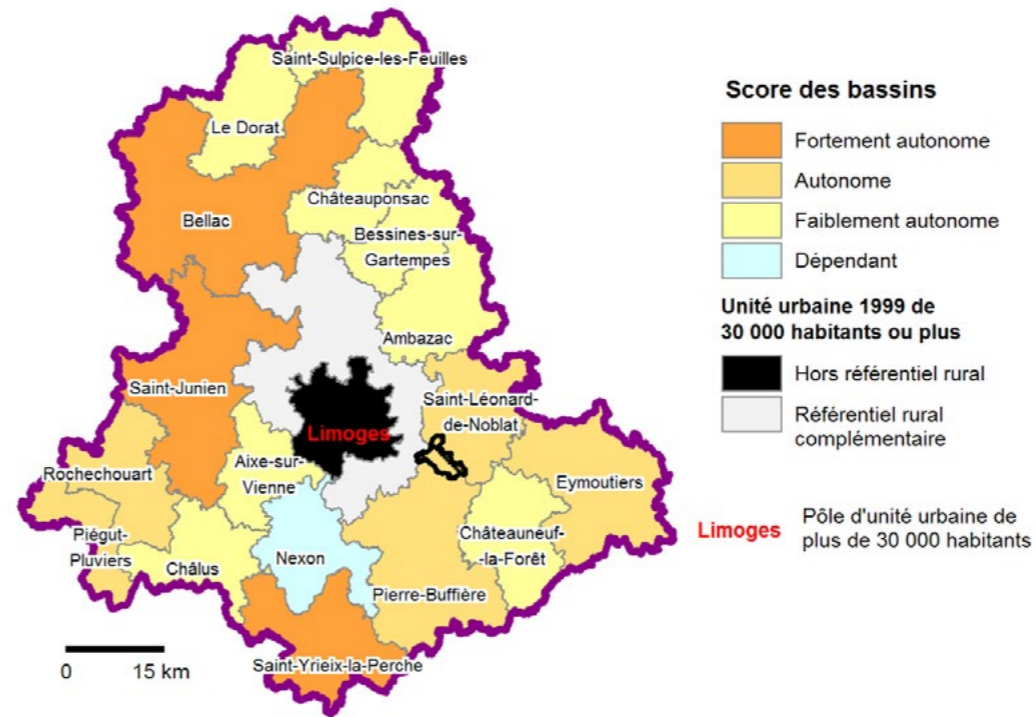 Saint-Sulpice-les-Feuilles
Le Dorat
Châteauponsac
Bellac
Bessines-sur-
Gartempes
Ambazac
Saint-Junien
Saint-Léonard-
de-Noblat
Limoges
Aixe-sur-
Vienne
Rochechouart
Eymoutiers
Piégut-
Pluviers
Châteauneuf-
-la-Forêt
Châlus
Nexon
Pierre-Buffière
Saint-Yrieix-la-Perche
0 15 km
Score des bassins
Fortement autonome
Autonome
Faiblement autonome
Dépendant
Unité urbaine 1999 de
30 000 habitants ou plus
Hors référentiel rural
Référentiel rural
complémentaire
Limoges
Pôle d'unité urbaine de
plus de 30 000 habitants